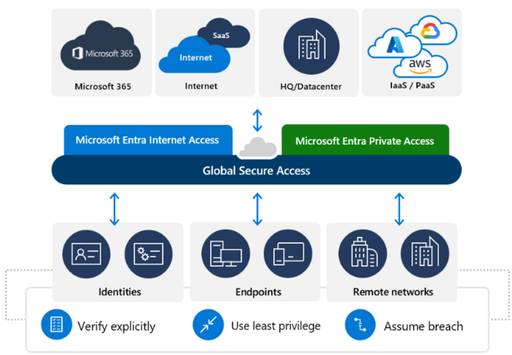 Microsoft 365
SaaS
Internet
aws
Microsoft 365
Internet
HQ/Datacenter
IaaS / PaaS
Microsoft Entra Internet Access
Microsoft Entra Private Access
Global Secure Access
Identities
Endpoints
Remote networks
Verify explicitly
Use least privilege
Assume breach